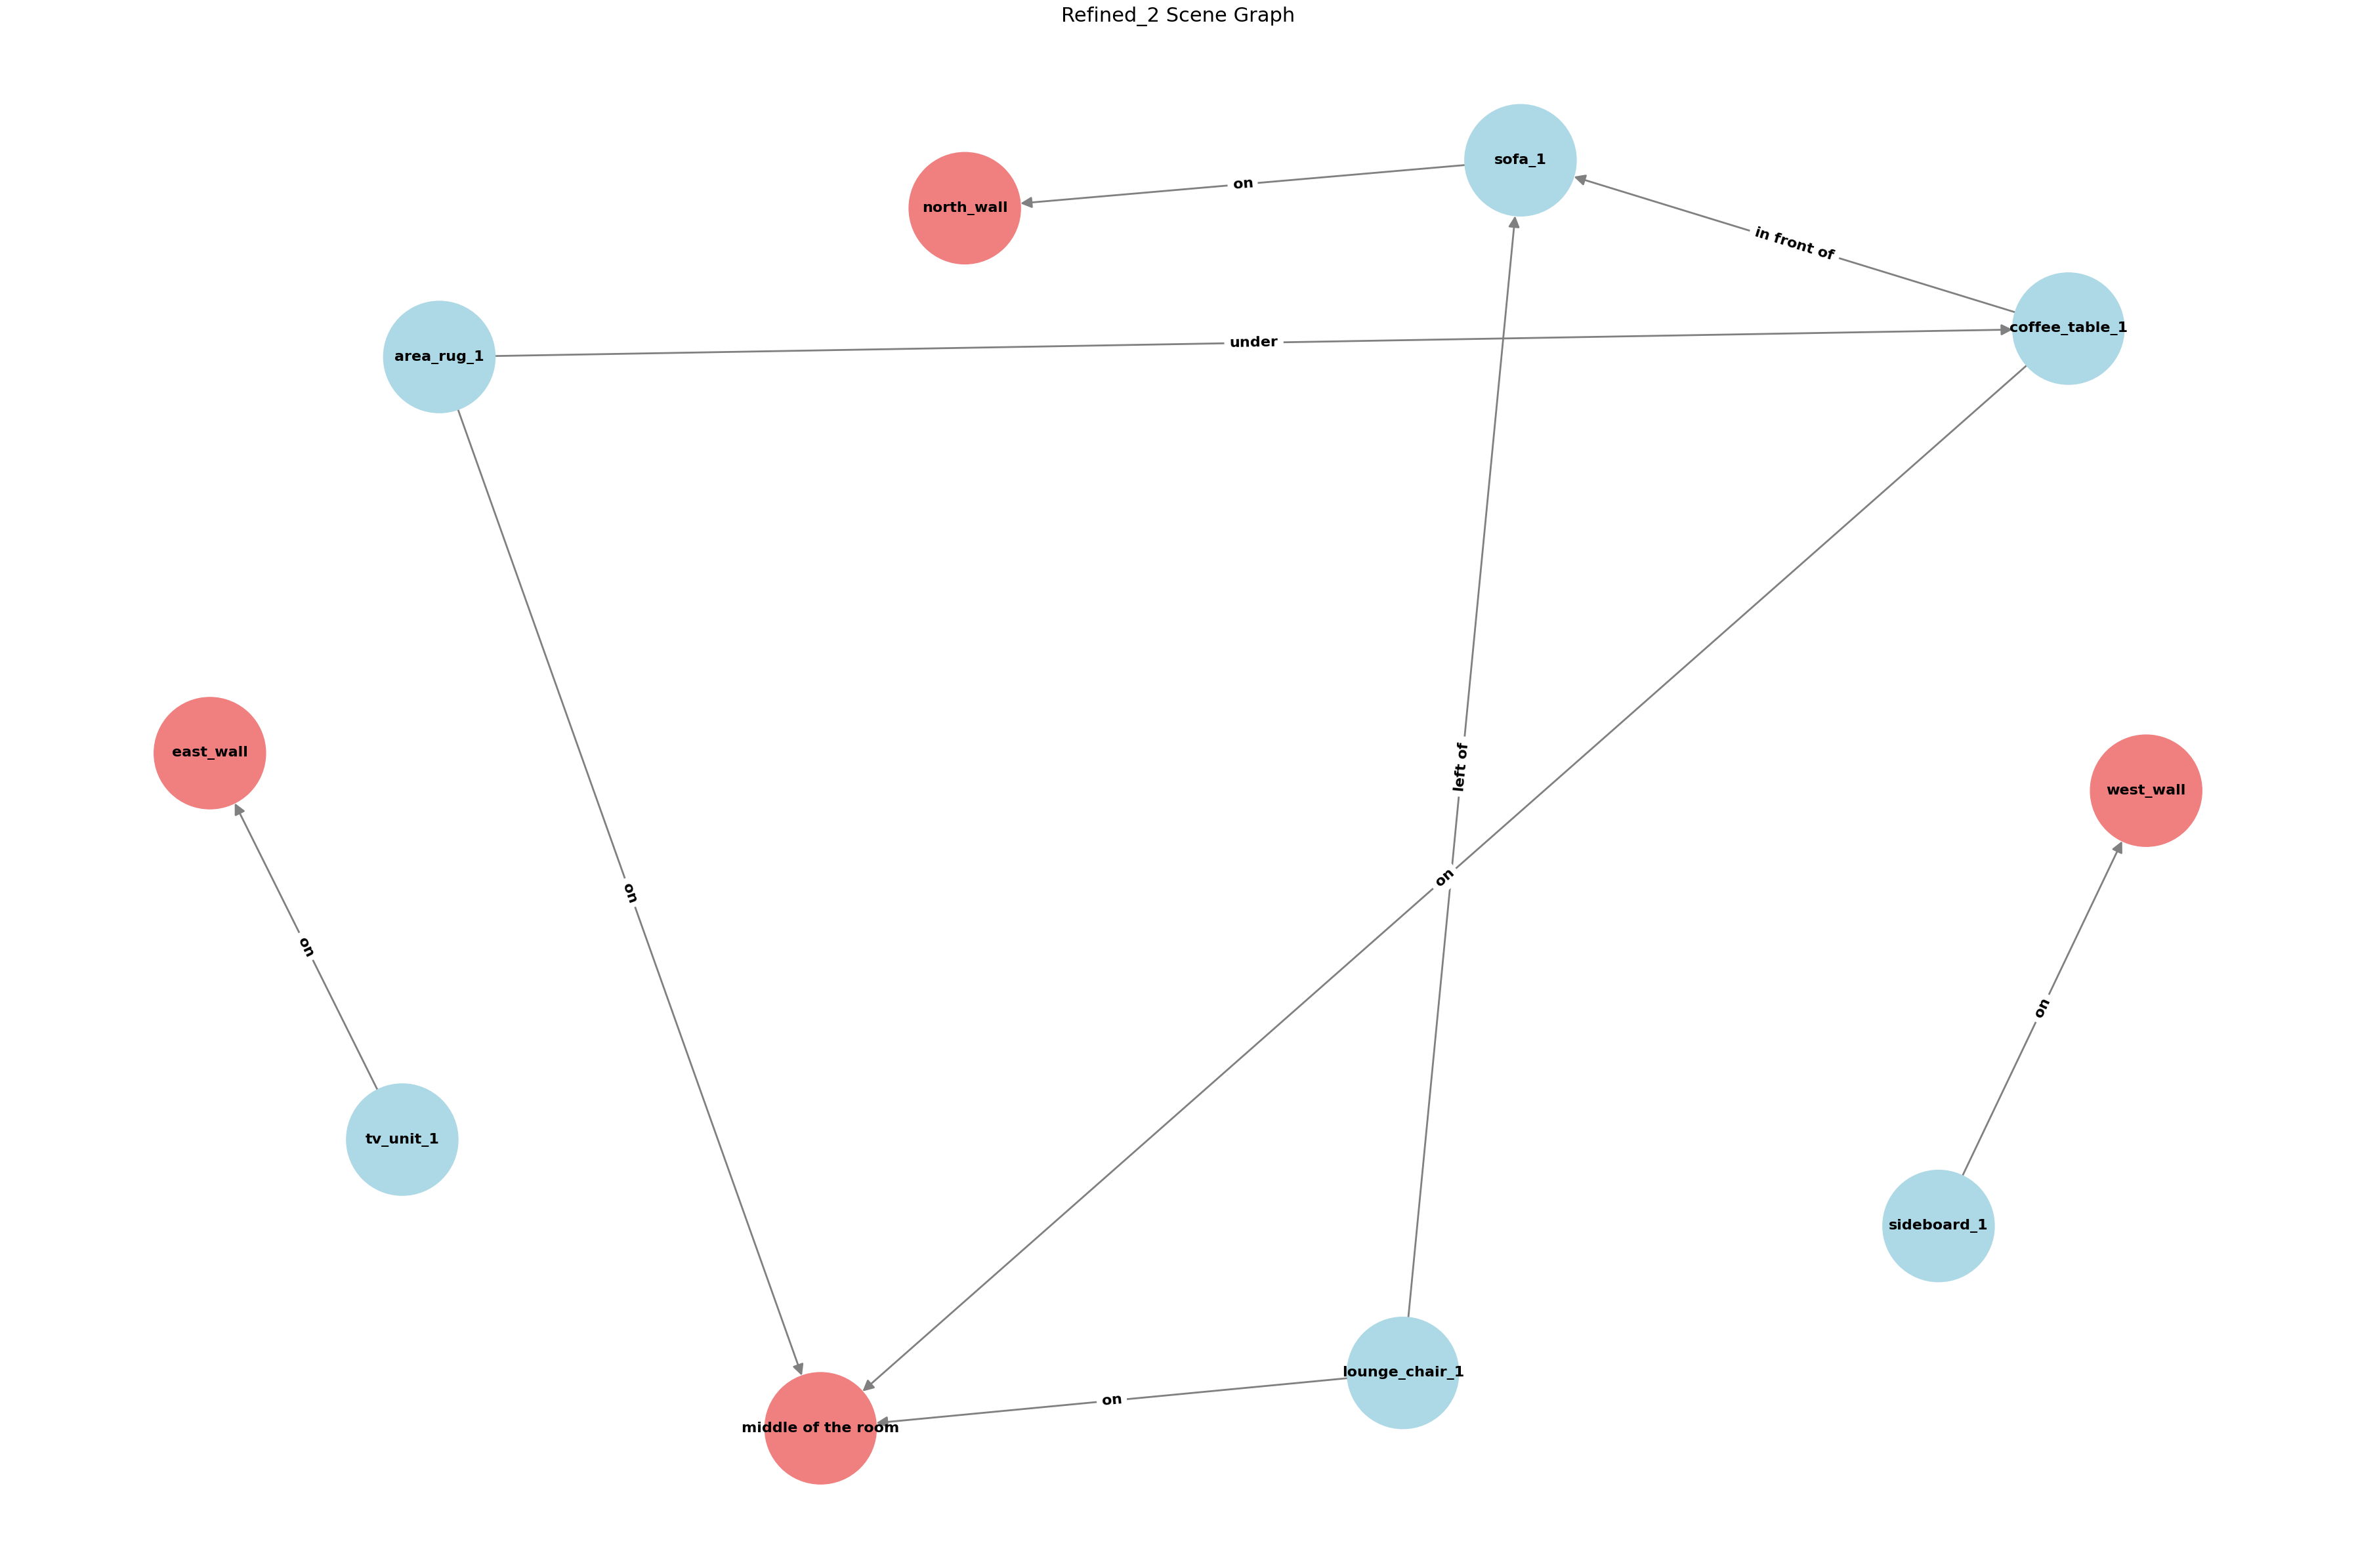 Refined_2 Scene Graph
sofa_1
on
north_wall
in front of
coffee_table_1
under
area_rug_1
east_wall
left of
west_wall
on
on
on
on
tv_unit_1
sideboard_1
lounge_chair_1
on
middle of the room